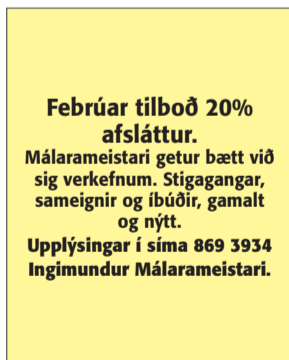 Febrúar tilboð 20%
afsláttur.
Málarameistari getur bætt við
sig verkefnum. Stigagangar,
sameignir og íbúðir, gamalt
og nýtt.
Upplýsingar í síma 869 3934
Ingimundur Málarameistari.